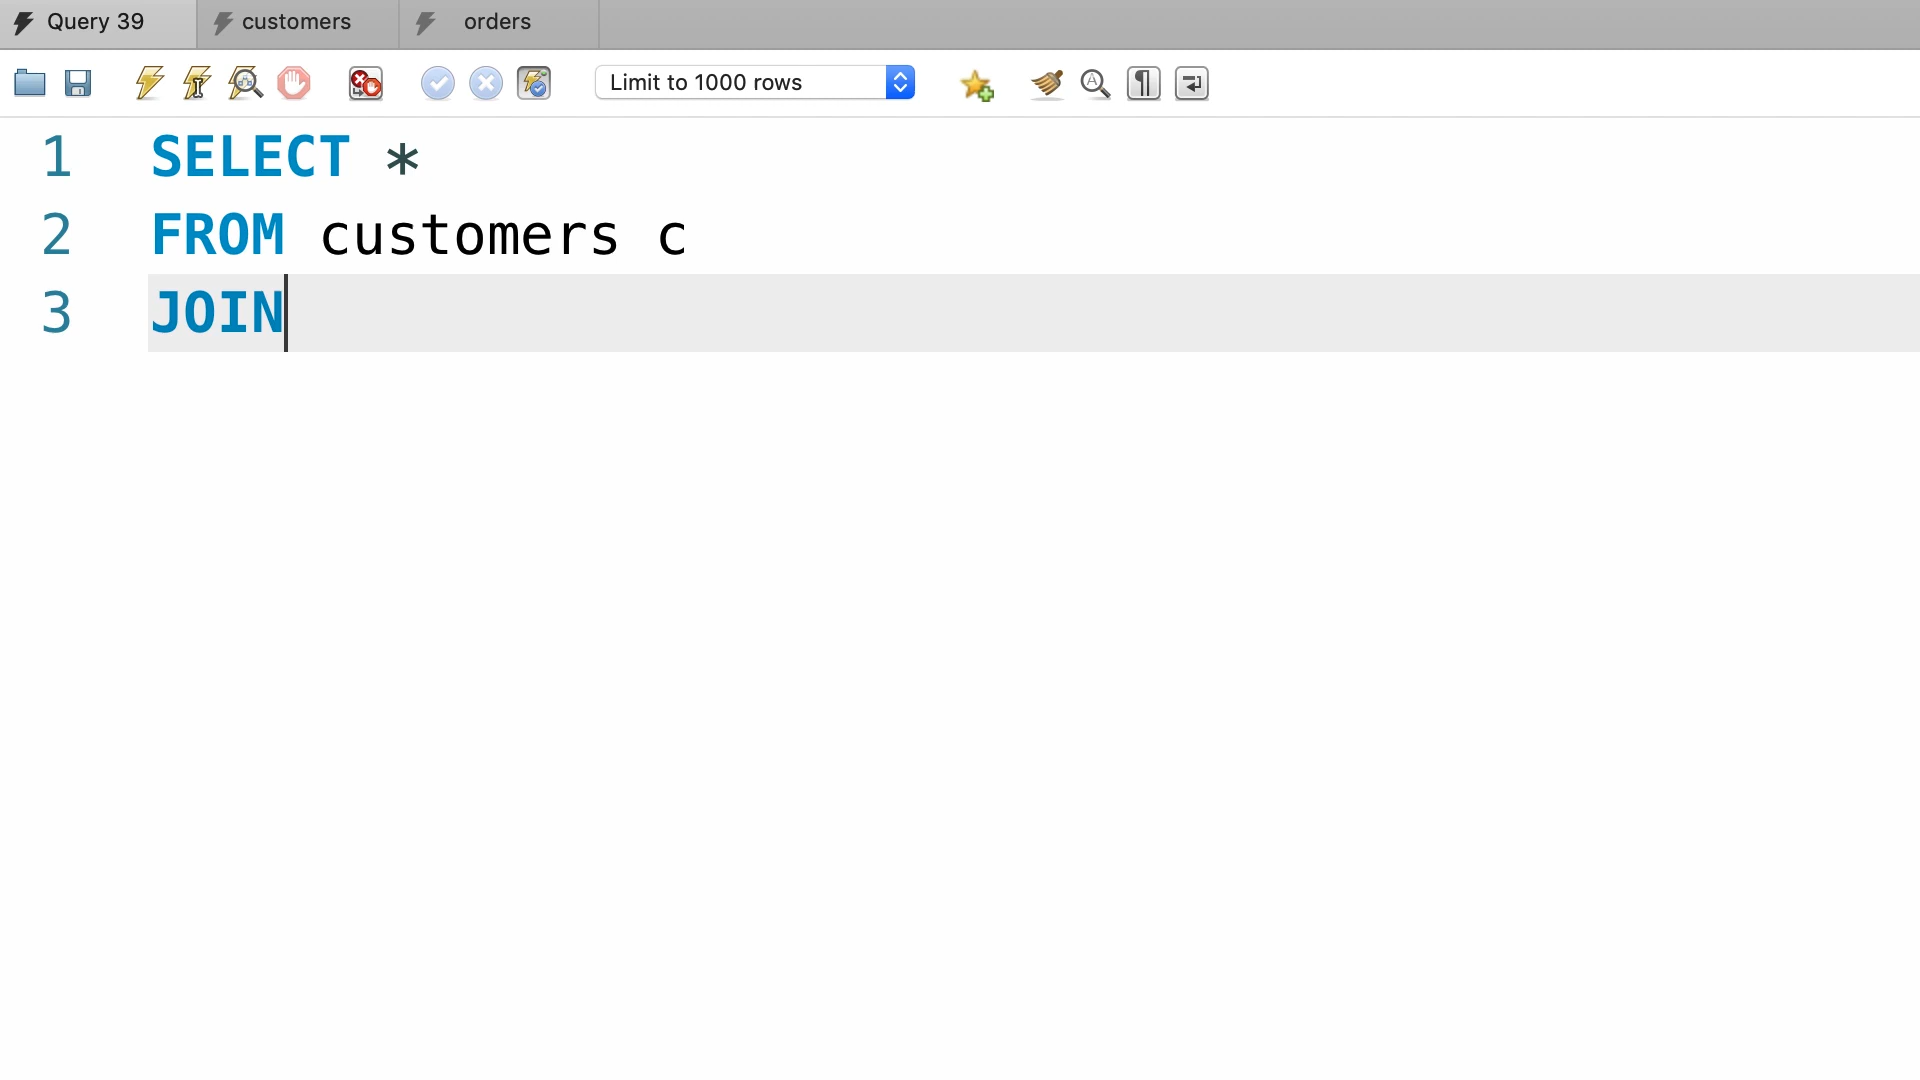 Query 39
customers
orders
Limit to 1000 rows
1 SELECT *
2 FROM customers c
3 JOIN